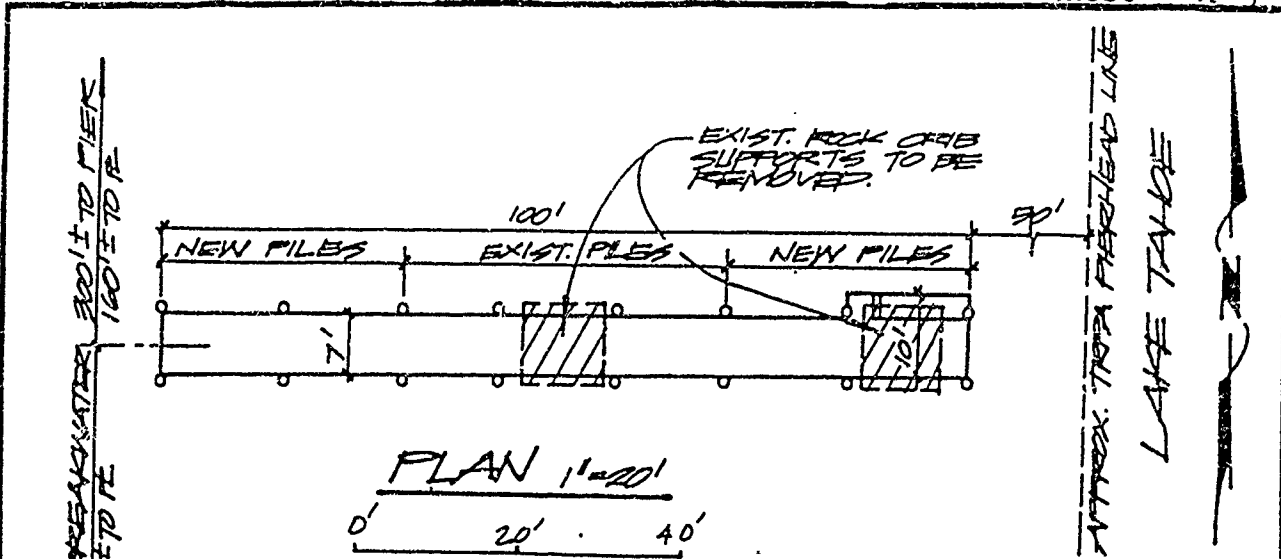 EXIST. ROCK CRIB
SUPPORTS TO BE
REMOVED.
100'
50'
NEW PILES
EXIST. PILES
NEW PILES
7'
10'
PLAN 1"=20'
0'
20'
40'
BREAKWATER 300'± TO PIER
160'± TO PL
± TO PL
APPROX. TRPA PIERHEAD LINE
LAKE TAHOE
N